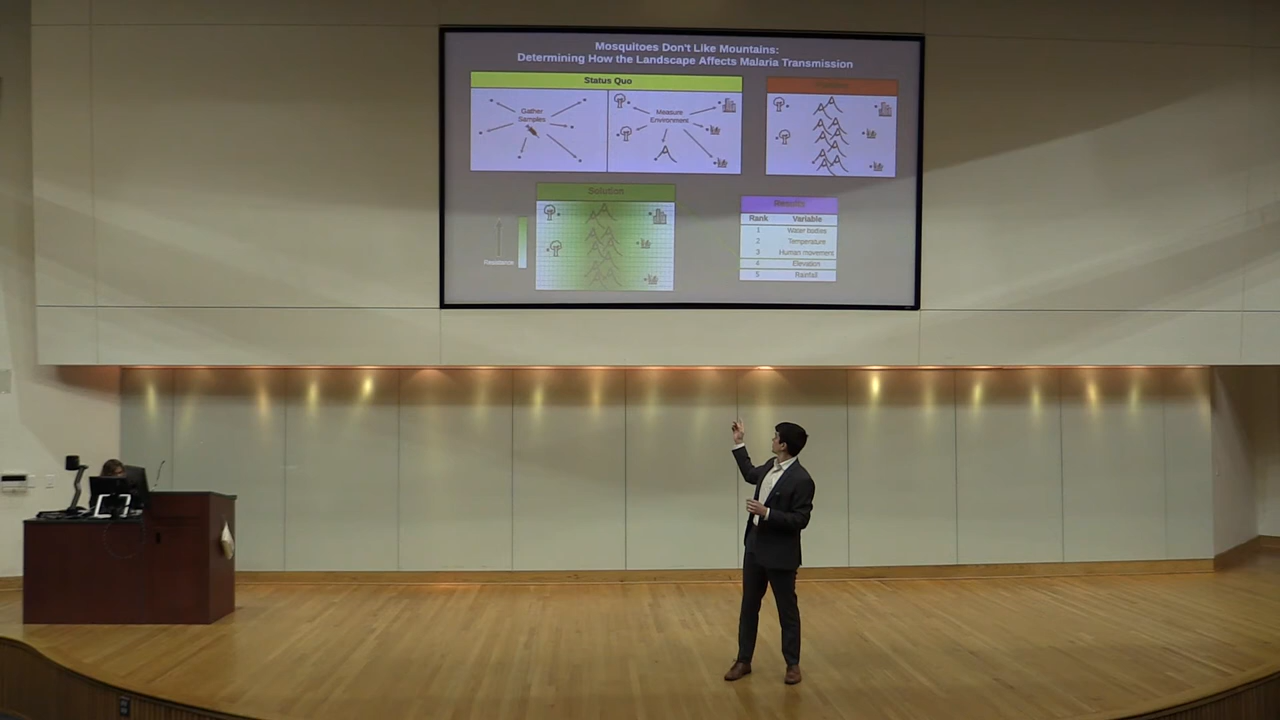 Mosquitoes Don't Like Mountains:
Determining How the Landscape Affects Malaria Transmission
Status Quo
Gather
Samples
Measure
Environment
Solution
Resistance
Results
Rank Variable
1 Water bodies
2 Temperature
3 Human movement
4 Elevation
5 Rainfall